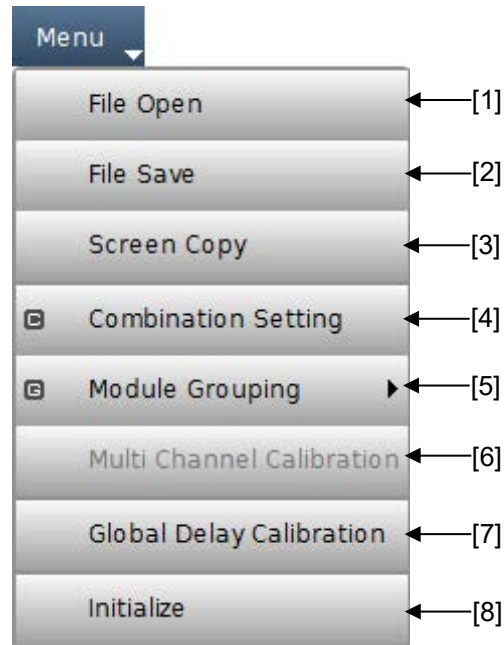 Menu
File Open [1]
File Save [2]
Screen Copy [3]
C Combination Setting [4]
G Module Grouping [5]
Multi Channel Calibration [6]
Global Delay Calibration [7]
Initialize [8]